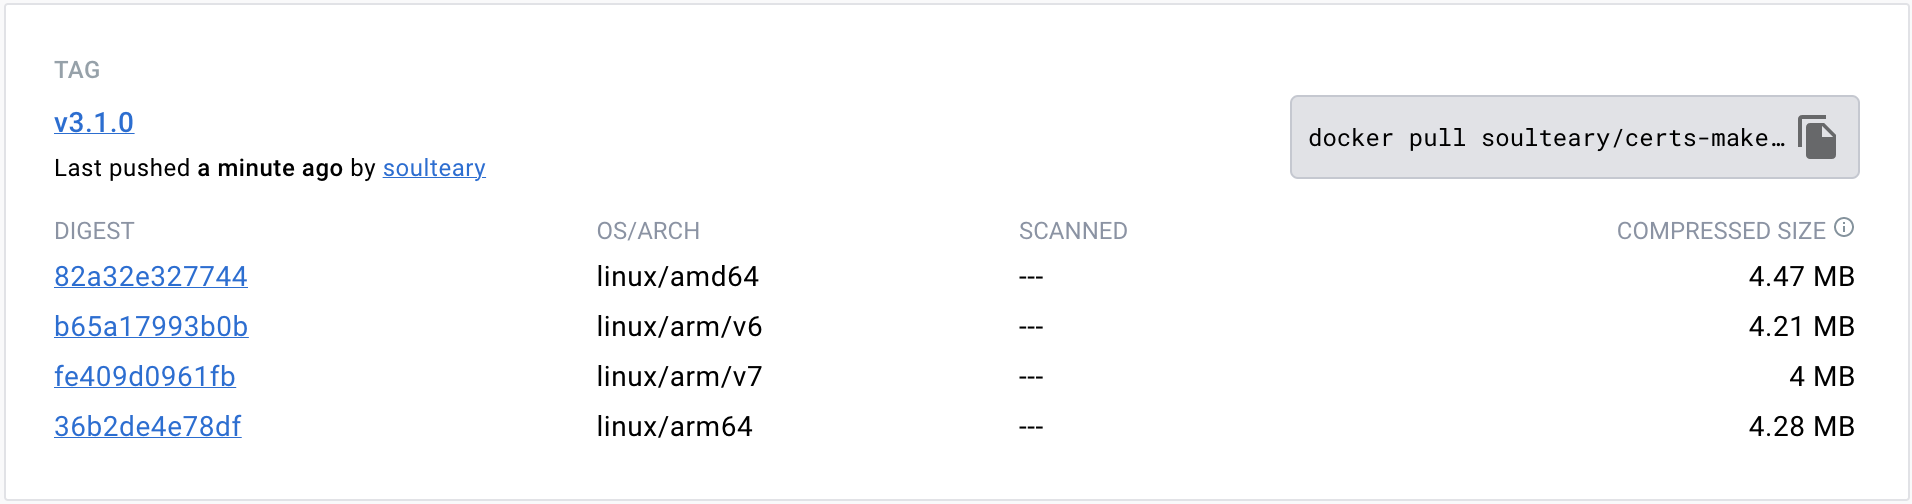 TAG
v3.1.0
docker pull soulteary/certs-make…
Last pushed a minute ago by soulteary
DIGEST OS/ARCH SCANNED COMPRESSED SIZE
82a32e327744 linux/amd64 --- 4.47 MB
b65a17993b0b linux/arm/v6 --- 4.21 MB
fe409d0961fb linux/arm/v7 --- 4 MB
36b2de4e78df linux/arm64 --- 4.28 MB